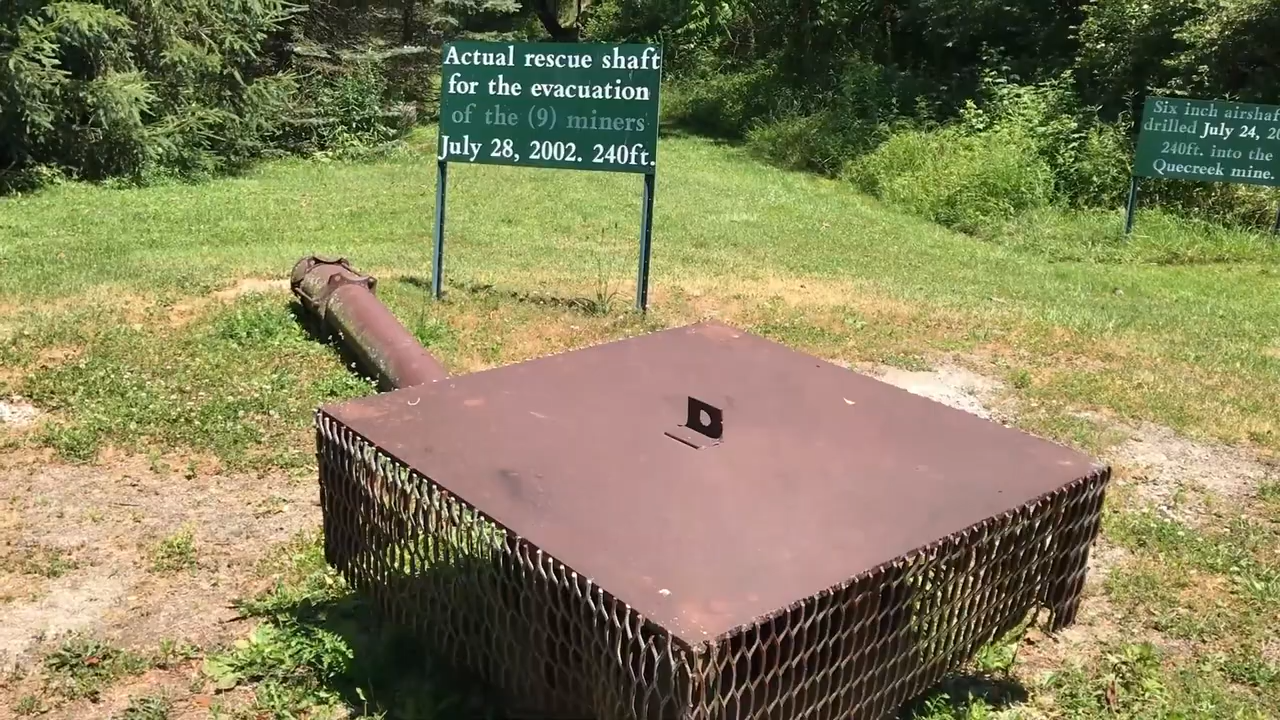 Actual rescue shaft
for the evacuation
of the (9) miners
July 28, 2002. 240ft.
Six inch airshaf
drilled July 24, 20
240ft. into the
Quecreek mine.